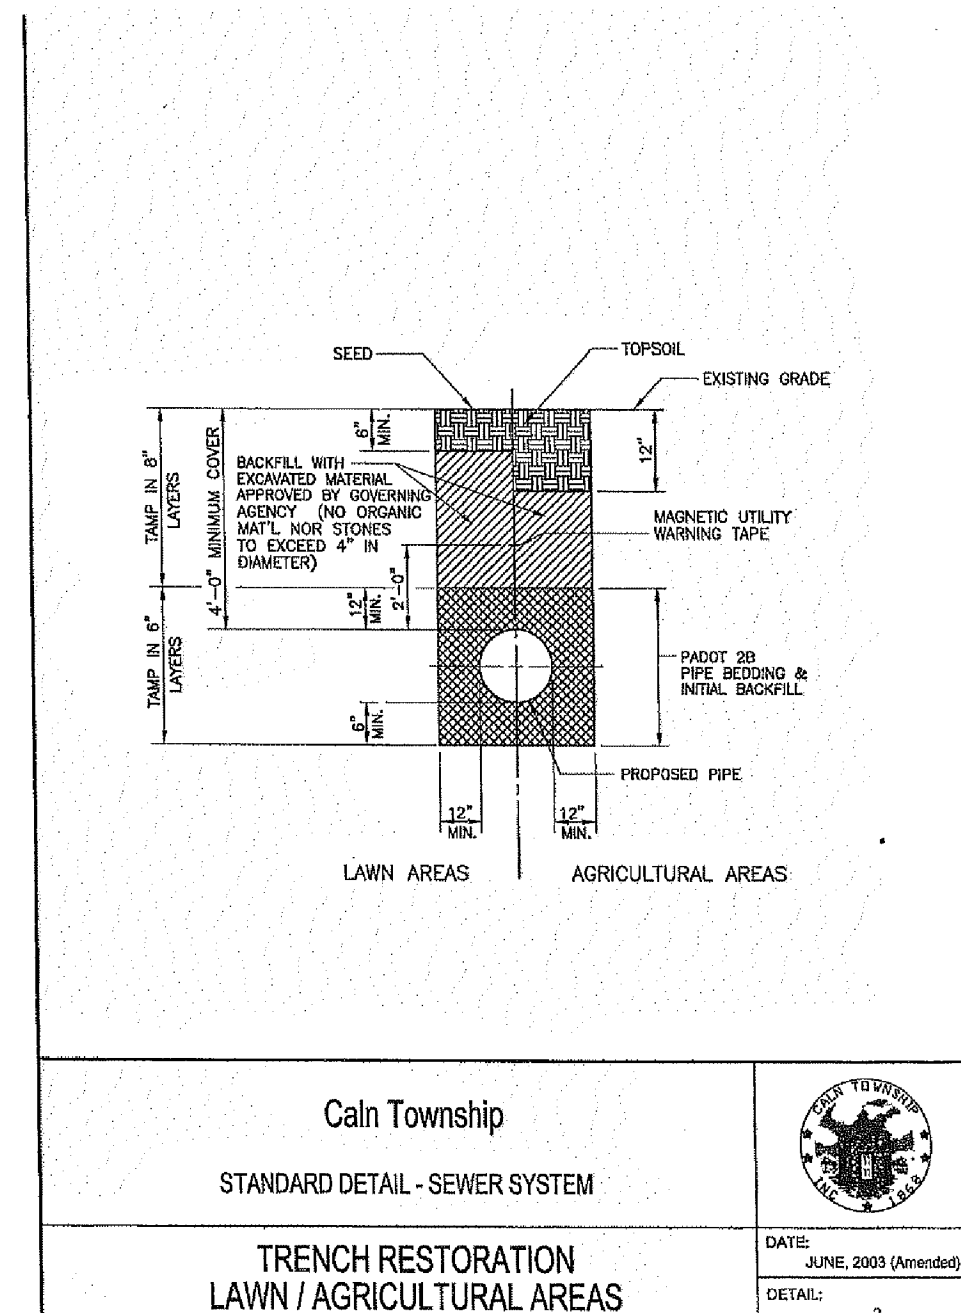 SEED
TOPSOIL
EXISTING GRADE
6"
MIN.
12"
TAMP IN 8"
LAYERS
4'-0" MINIMUM COVER
BACKFILL WITH
EXCAVATED MATERIAL
APPROVED BY GOVERNING
AGENCY (NO ORGANIC
MAT'L NOR STONES
TO EXCEED 4" IN
DIAMETER)
MAGNETIC UTILITY
WARNING TAPE
12"
MIN.
2'-0"
TAMP IN 6"
LAYERS
PADOT 2B
PIPE BEDDING &
INITIAL BACKFILL
6"
MIN.
PROPOSED PIPE
12"
MIN.
12"
MIN.
LAWN AREAS
AGRICULTURAL AREAS
Caln Township
STANDARD DETAIL - SEWER SYSTEM
CALN TOWNSHIP
INC 1868
TRENCH RESTORATION
LAWN / AGRICULTURAL AREAS
DATE:
JUNE, 2003 (Amended)
DETAIL: